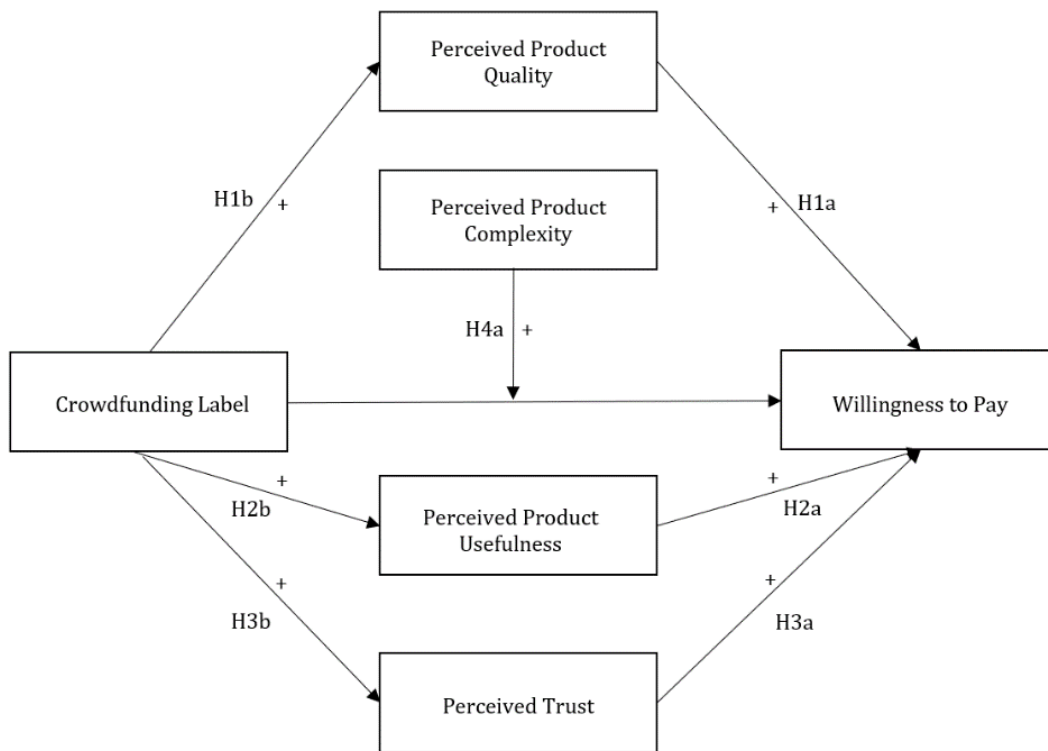 Perceived Product
Quality
H1b
+
+
H1a
Perceived Product
Complexity
H4a
+
Crowdfunding Label
Willingness to Pay
+
H2b
Perceived Product
Usefulness
+
H2a
+
H3b
+
H3a
Perceived Trust